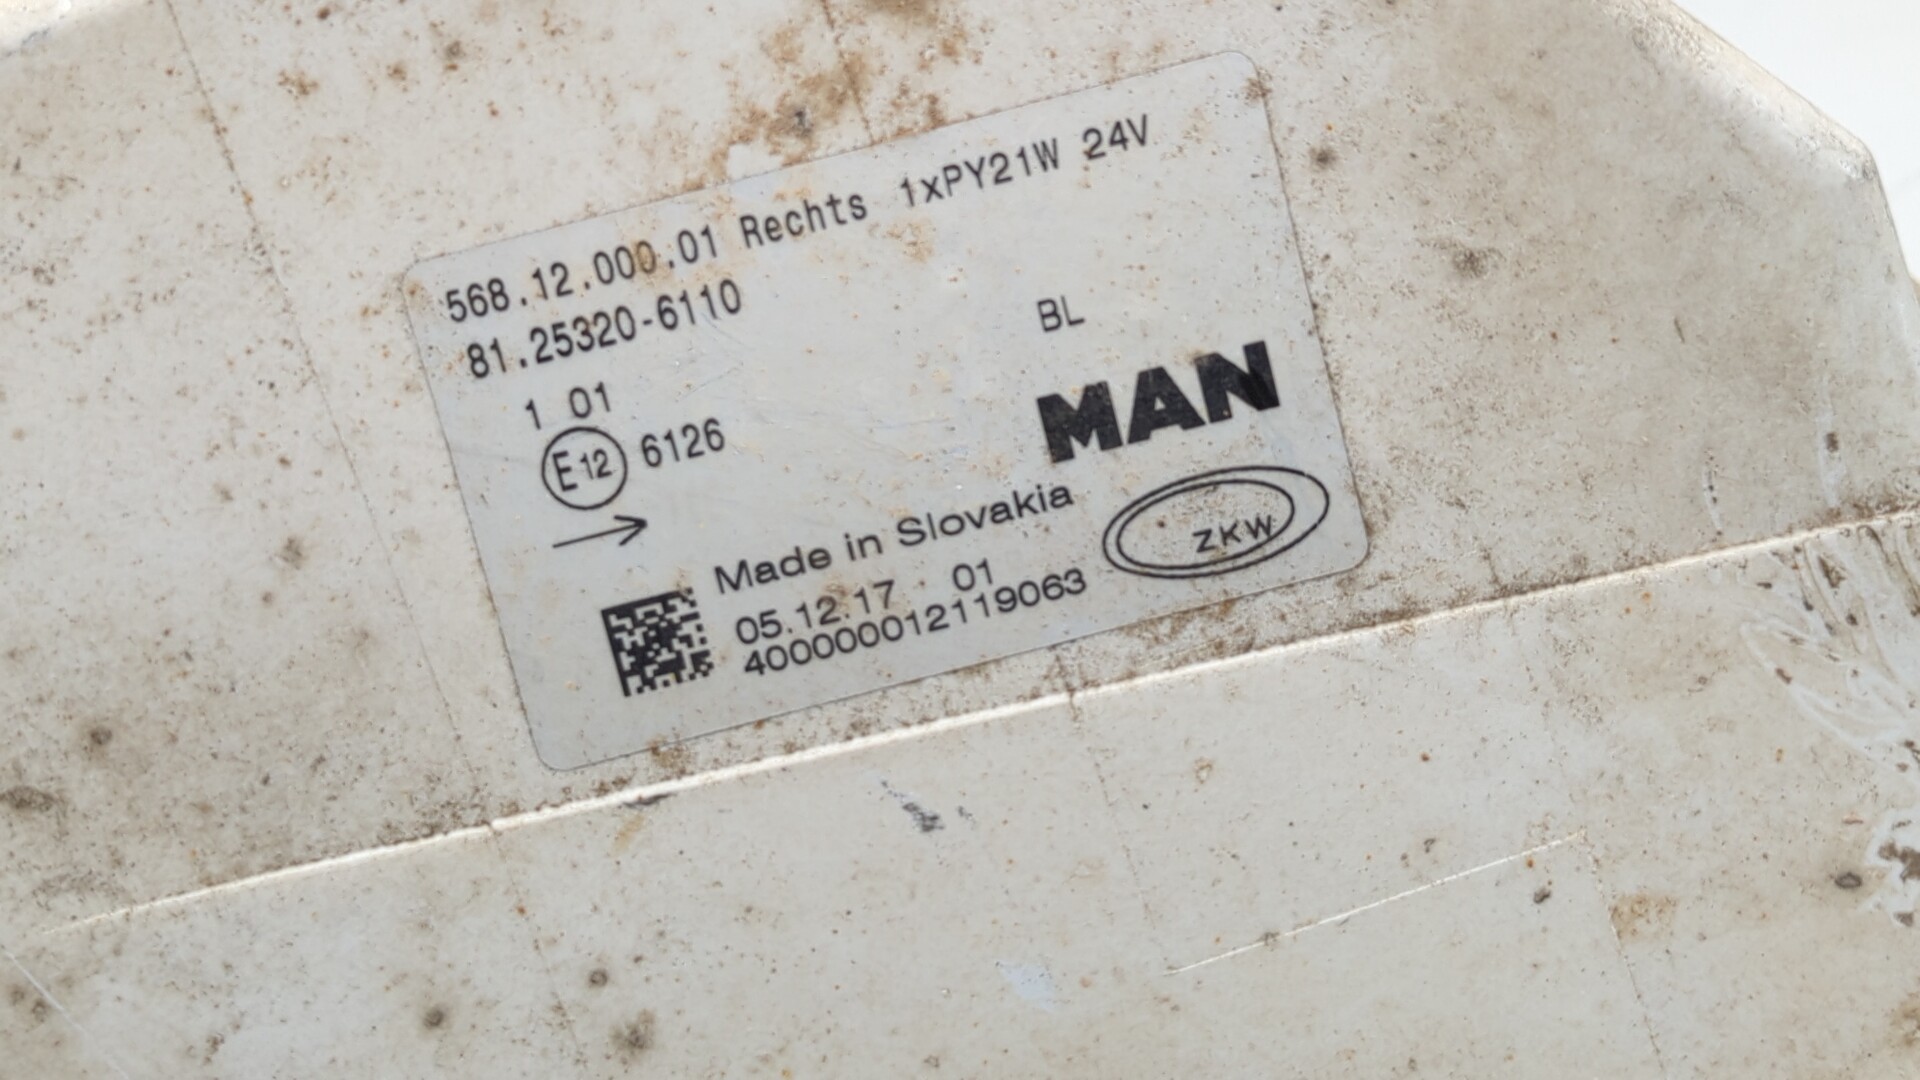 568.12.000.01 Rechts 1xPY21W 24V
81.25320-6110
BL
1 01
E12 6126
MAN
Made in Slovakia
ZKW
05.12.17 01
400000012119063